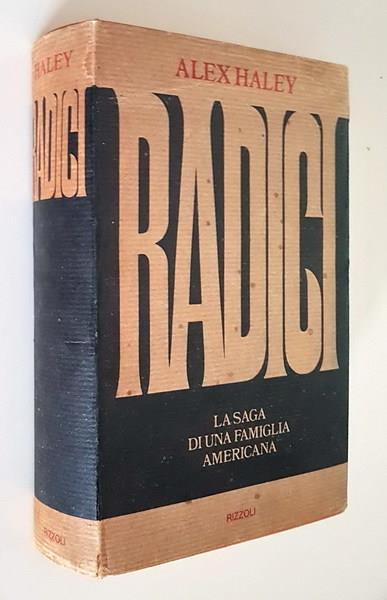 HALEY
RADICI
RIZZOLI
ALEX HALEY
RADICI
LA SAGA
DI UNA FAMIGLIA
AMERICANA
RIZZOLI